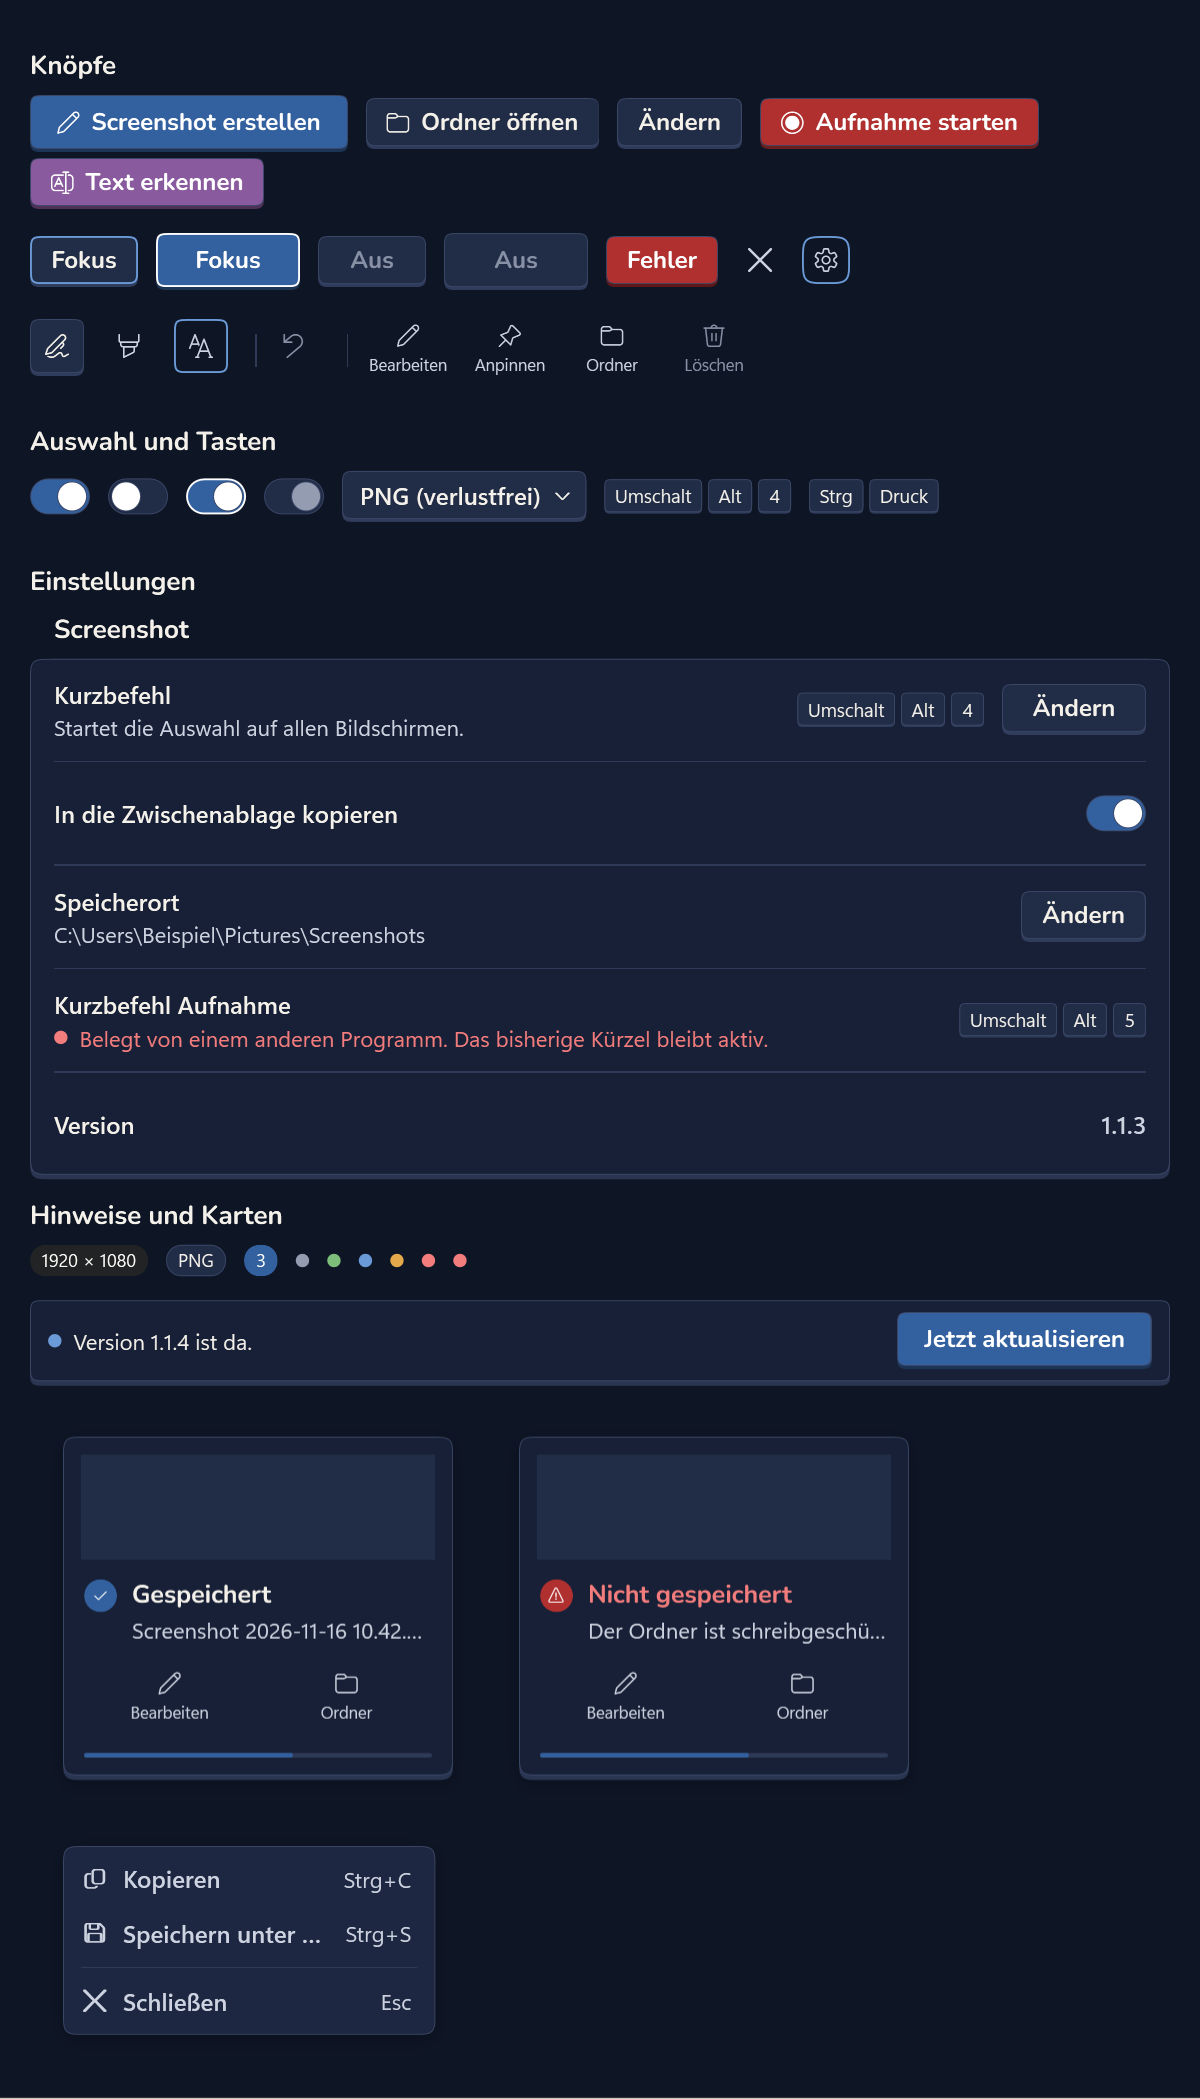 Knöpfe
Screenshot erstellen Ordner öffnen Ändern Aufnahme starten
Text erkennen
Fokus Fokus Aus Aus Fehler
Bearbeiten Anpinnen Ordner Löschen
Auswahl und Tasten
PNG (verlustfrei) Umschalt Alt 4 Strg Druck
Einstellungen
Screenshot
Kurzbefehl
Startet die Auswahl auf allen Bildschirmen.
Umschalt Alt 4 Ändern
In die Zwischenablage kopieren
Speicherort
C:\Users\Beispiel\Pictures\Screenshots
Ändern
Kurzbefehl Aufnahme
Belegt von einem anderen Programm. Das bisherige Kürzel bleibt aktiv.
Umschalt Alt 5
Version 1.1.3
Hinweise und Karten
1920 × 1080 PNG 3
Version 1.1.4 ist da. Jetzt aktualisieren
Gespeichert
Screenshot 2026-11-16 10.42....
Bearbeiten Ordner
Nicht gespeichert
Der Ordner ist schreibgeschü...
Bearbeiten Ordner
Kopieren Strg+C
Speichern unter ... Strg+S
Schließen Esc